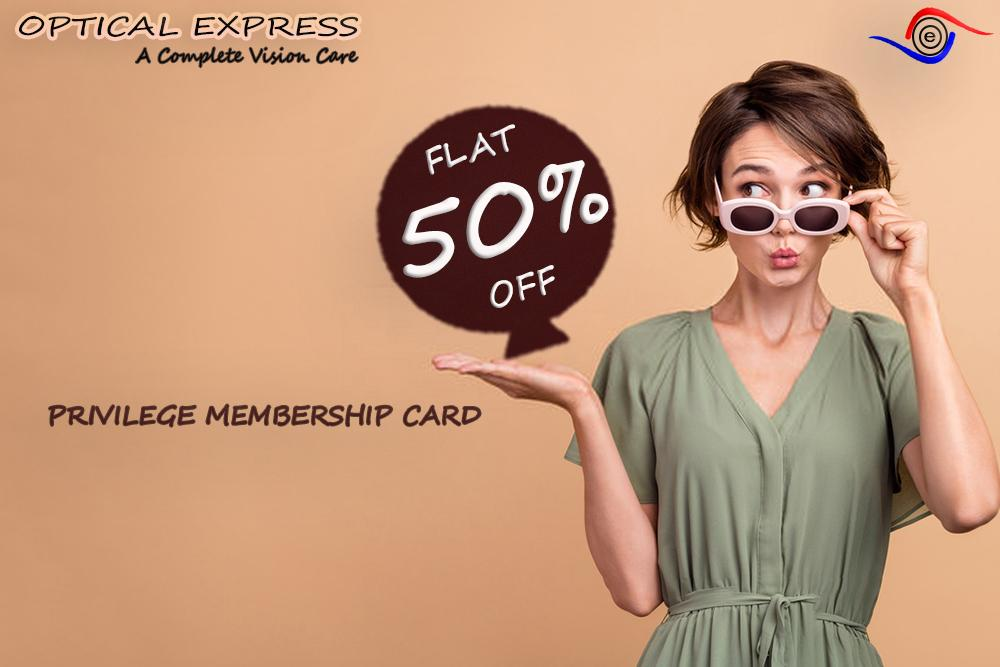 OPTICAL EXPRESS
A Complete Vision Care
e
FLAT
50%
OFF
PRIVILEGE MEMBERSHIP CARD